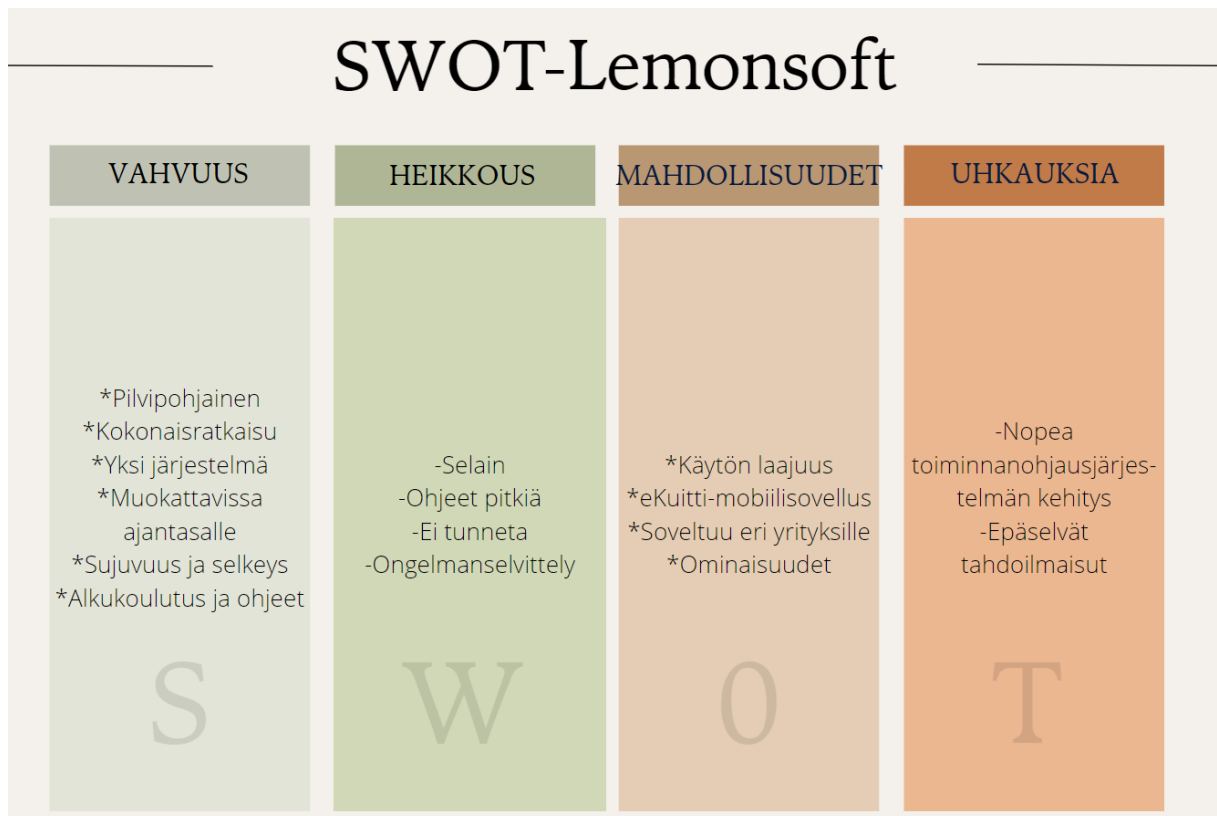 SWOT-Lemonsoft
VAHVUUS
*Pilvipohjainen
*Kokonaisratkaisu
*Yksi järjestelmä
*Muokattavissa
ajantasalle
*Sujuvuus ja selkeys
*Alkukoulutus ja ohjeet
S
HEIKKOUS
-Selain
-Ohjeet pitkiä
-Ei tunneta
-Ongelmanselvittely
W
MAHDOLLISUUDET
*Käytön laajuus
*eKuitti-mobiilisovellus
*Soveltuu eri yrityksille
*Ominaisuudet
0
UHKAUKSIA
-Nopea
toiminnanohjausjärjes-
telmän kehitys
-Epäselvät
tahdoilmaisut
T